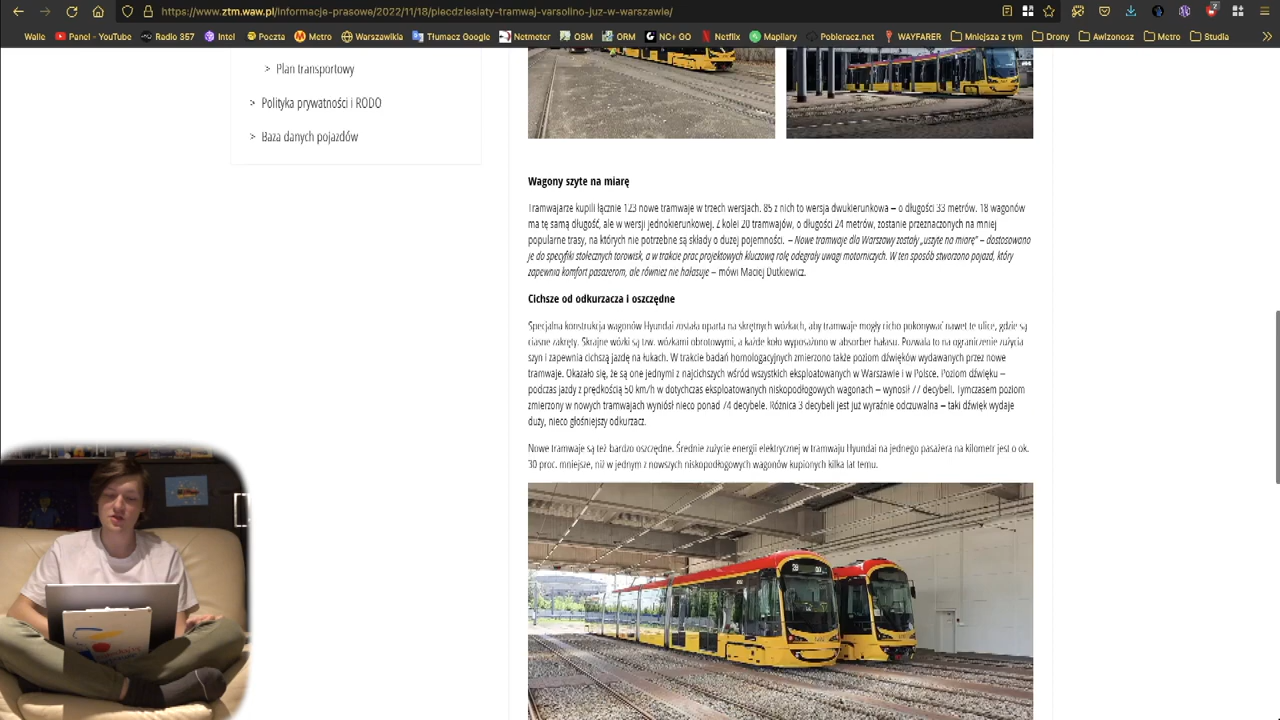 https://www.ztm.waw.pl/informacje-prasowe/2022/11/18/piecdziesiaty-tramwaj-varsolino-juz-w-warszawie/
Walle Panel - YouTube Radio 357 Intel Poczta Metro Warszawikia Tłumacz Google Netmeter OSM ORM NC+ GO Netflix Mapillary Pobieracz.net WAYFARER Mniejsza z tym Drony Awizonosz Metro Studia
> Plan transportowy
> Polityka prywatności i RODO
> Baza danych pojazdów
Wagony szyte na miarę
Tramwajarze kupili łącznie 123 nowe tramwaje w trzech wersjach. 85 z nich to wersja dwukierunkowa – o długości 33 metrów. 18 wagonów
ma tę samą długość, ale w wersji jednokierunkowej. Z kolei 20 tramwajów, o długości 24 metrów, zostanie przeznaczonych na mniej
popularne trasy, na których nie potrzebne są składy o dużej pojemności. – Nowe tramwaje dla Warszawy zostały „uszyte na miarę” – dostosowano
je do specyfiki stołecznych torowisk, a w trakcie prac projektowych kluczową rolę odegrały uwagi motorniczych. W ten sposób stworzono pojazd, który
zapewnia komfort pasażerom, ale również nie hałasuje – mówi Maciej Dutkiewicz.
Cichsze od odkurzacza i oszczędne
Specjalna konstrukcja wagonów Hyundai została oparta na skrętnych wózkach, aby tramwaje mogły cicho pokonywać nawet te ulice, gdzie są
ciasne zakręty. Skrajne wózki są tzw. wózkami obrotowymi, a każde koło wyposażono w absorber hałasu. Pozwala to na ograniczenie zużycia
szyn i zapewnia cichszą jazdę na łukach. W trakcie badań homologacyjnych zmierzono także poziom dźwięków wydawanych przez nowe
tramwaje. Okazało się, że są one jednymi z najcichszych wśród wszystkich eksploatowanych w Warszawie i w Polsce. Poziom dźwięku –
podczas jazdy z prędkością 50 km/h w dotychczas eksploatowanych niskopodłogowych wagonach – wynosił 77 decybeli. Tymczasem poziom
zmierzony w nowych tramwajach wyniósł nieco ponad 74 decybele. Różnica 3 decybeli jest już wyraźnie odczuwalna – taki dźwięk wydaje
duży, nieco głośniejszy odkurzacz.
Nowe tramwaje są też bardzo oszczędne. Średnie zużycie energii elektrycznej w tramwaju Hyundai na jednego pasażera na kilometr jest o ok.
30 proc. mniejsze, niż w jednym z nowszych niskopodłogowych wagonów kupionych kilka lat temu.